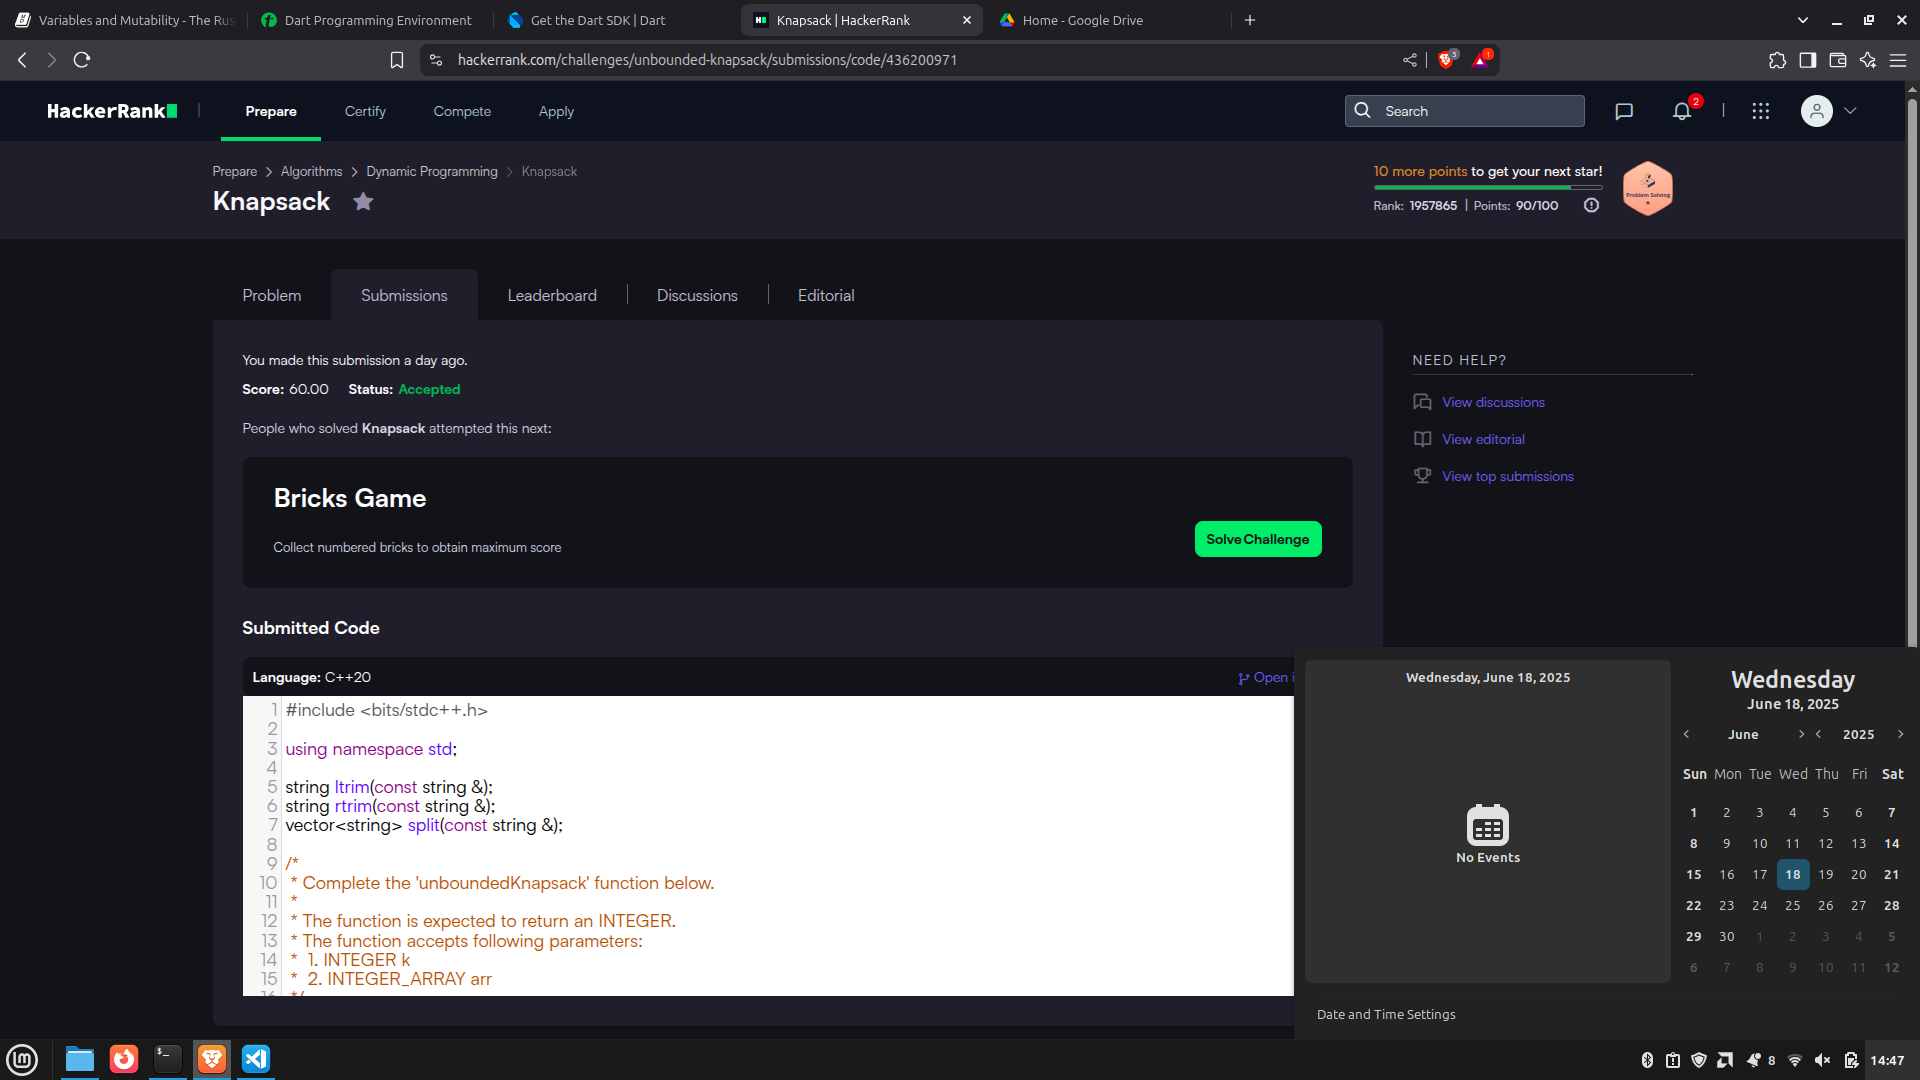 Variables and Mutability - The Rus
Dart Programming Environment
Get the Dart SDK | Dart
Knapsack | HackerRank
Home - Google Drive
hackerrank.com/challenges/unbounded-knapsack/submissions/code/436200971
5
1
HackerRank
Prepare
Certify
Compete
Apply
Search
2
Prepare > Algorithms > Dynamic Programming > Knapsack
Knapsack
10 more points to get your next star!
Rank: 1957865 | Points: 90/100
Problem Solving
Problem
Submissions
Leaderboard
Discussions
Editorial
You made this submission a day ago.
Score: 60.00 Status: Accepted
People who solved Knapsack attempted this next:
Bricks Game
Collect numbered bricks to obtain maximum score
Solve Challenge
NEED HELP?
View discussions
View editorial
View top submissions
Submitted Code
Language: C++20
Open i
1 #include <bits/stdc++.h>
2
3 using namespace std;
4
5 string ltrim(const string &);
6 string rtrim(const string &);
7 vector<string> split(const string &);
8
9 /*
10 * Complete the 'unboundedKnapsack' function below.
11 *
12 * The function is expected to return an INTEGER.
13 * The function accepts following parameters:
14 * 1. INTEGER k
15 * 2. INTEGER_ARRAY arr
16 */
Wednesday, June 18, 2025
No Events
Wednesday
June 18, 2025
June 2025
Sun Mon Tue Wed Thu Fri Sat
1 2 3 4 5 6 7
8 9 10 11 12 13 14
15 16 17 18 19 20 21
22 23 24 25 26 27 28
29 30 1 2 3 4 5
6 7 8 9 10 11 12
Date and Time Settings
8
14:47